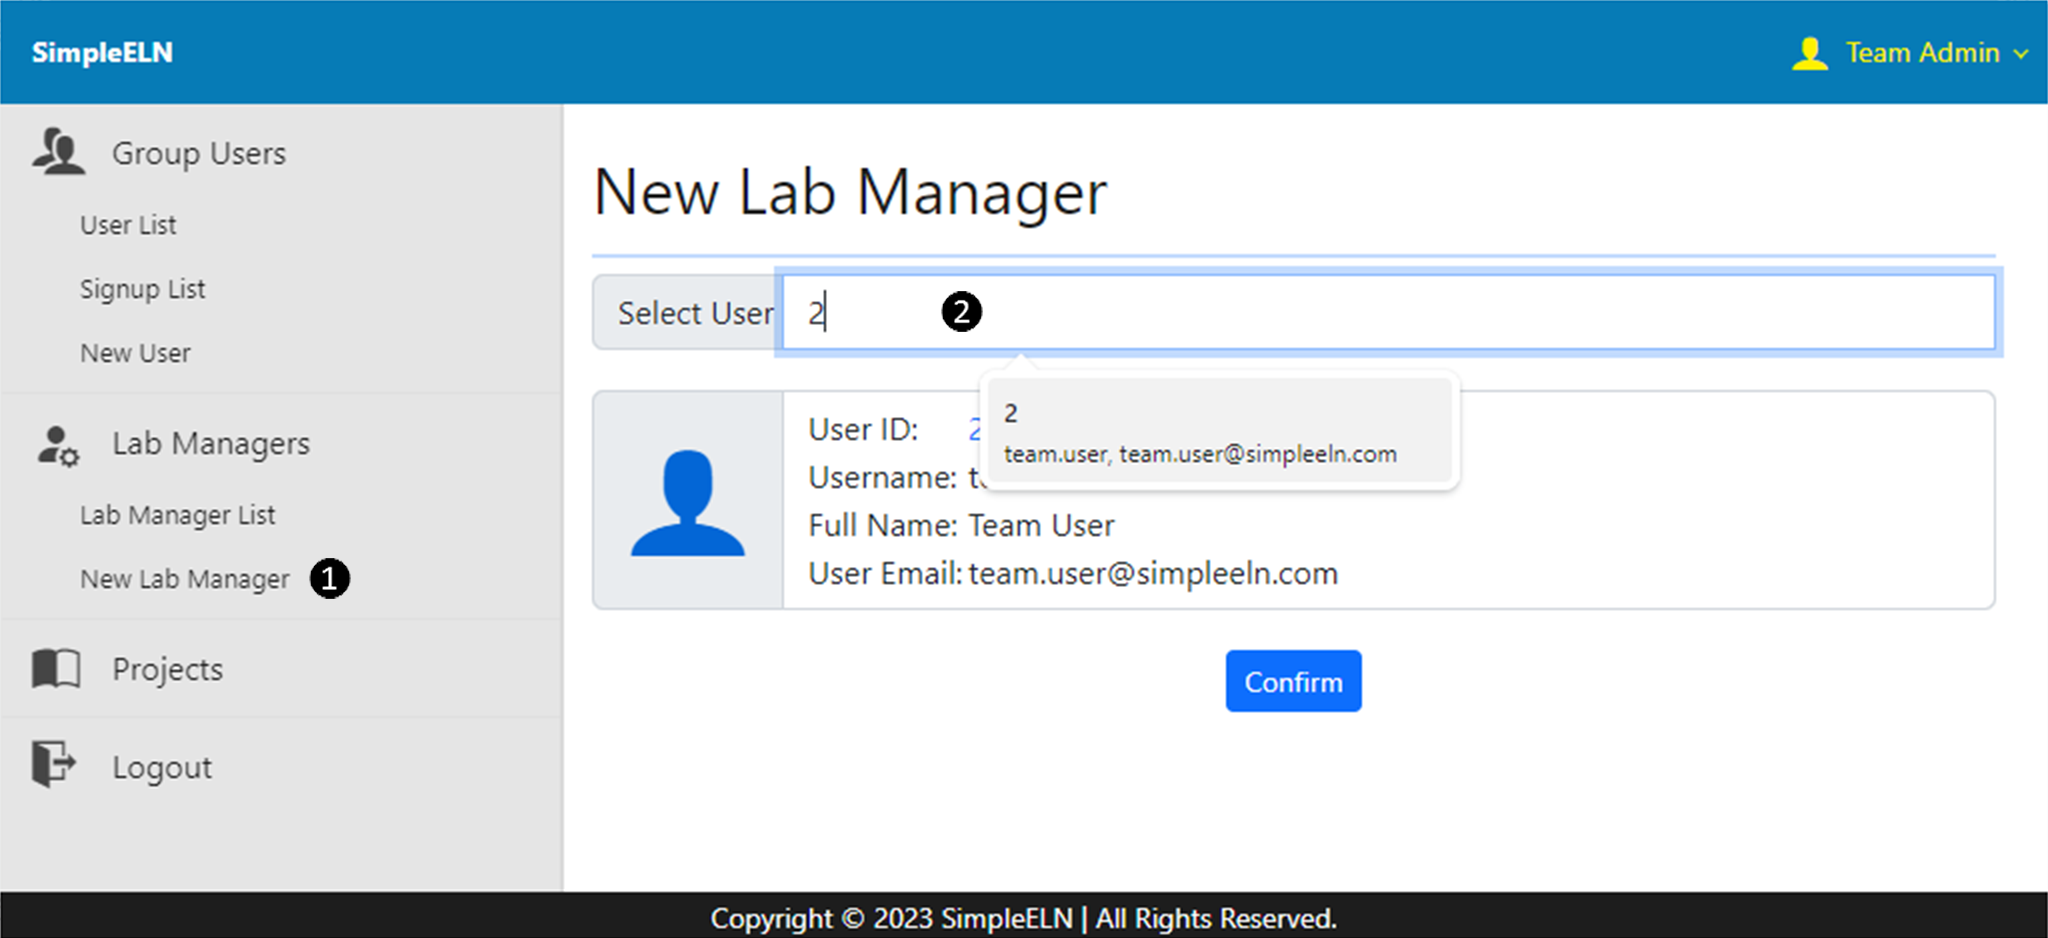 SimpleELN
Team Admin
Group Users
User List
Signup List
New User
Lab Managers
Lab Manager List
New Lab Manager 1
Projects
Logout
New Lab Manager
Select User 2 2
2
team.user, team.user@simpleeln.com
User ID: 2
Username:
Full Name: Team User
User Email: team.user@simpleeln.com
Confirm
Copyright © 2023 SimpleELN | All Rights Reserved.